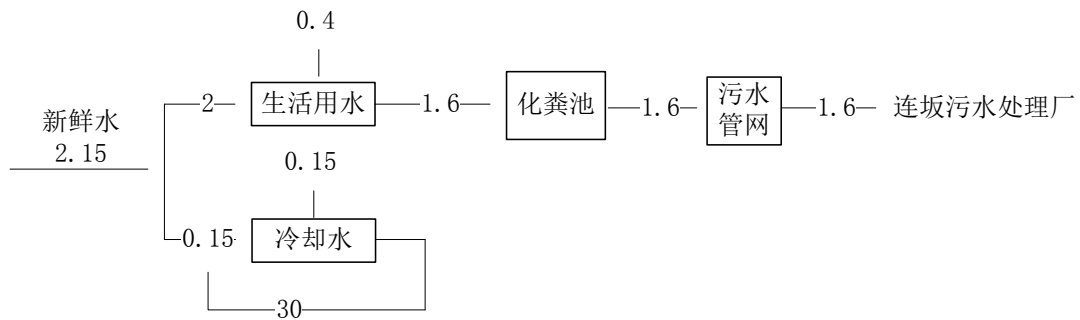 0.4
新鲜水
2.15
2
生活用水
1.6
化粪池
1.6
污水
管网
1.6
连坂污水处理厂
0.15
0.15
冷却水
30